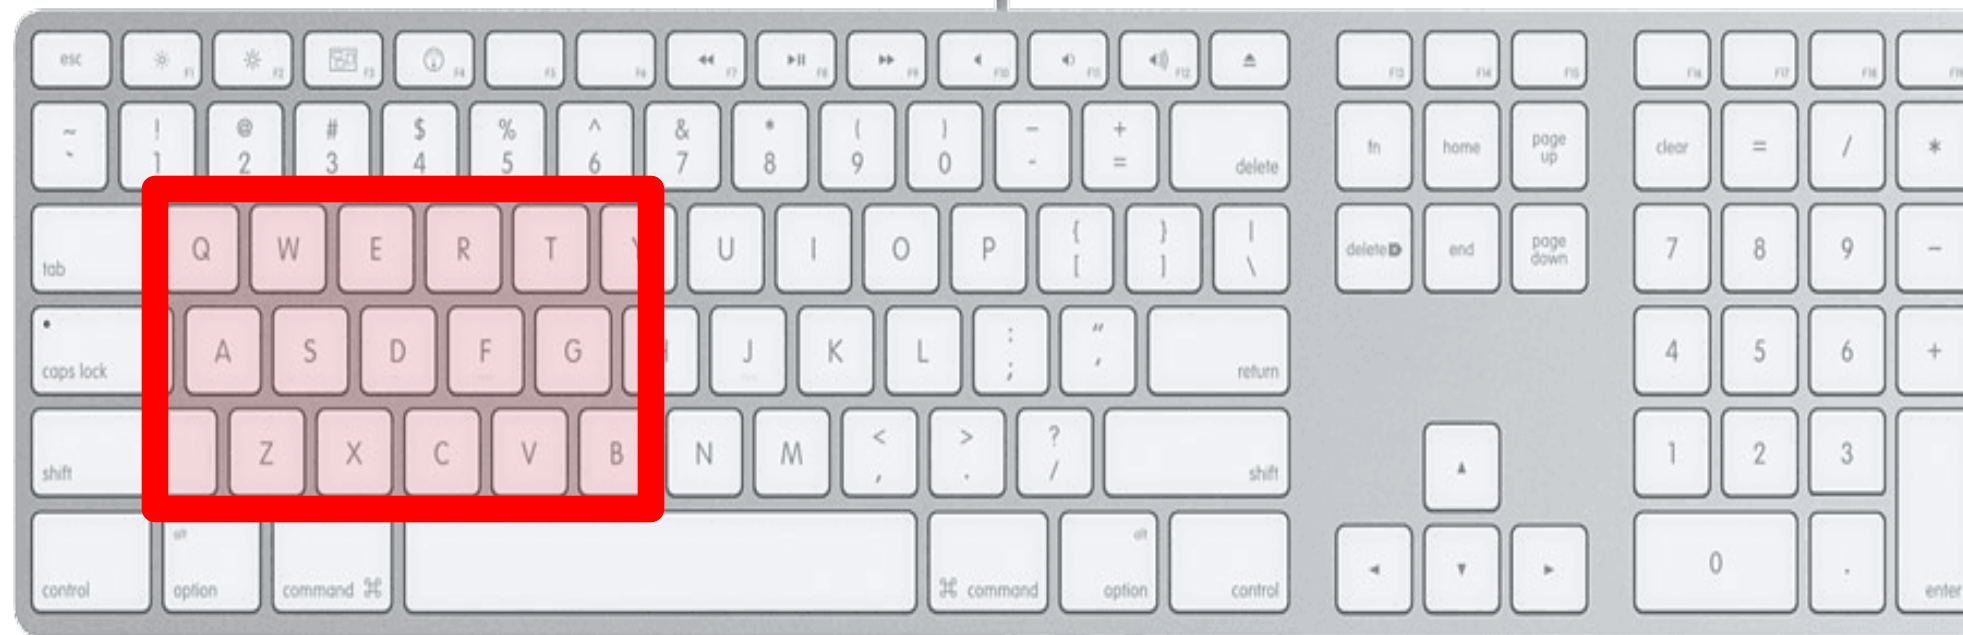 esc F1 F2 F3 F4 F5 F6 F7 F8 F9 F10 F11 F12 F13 F14 F15 F16 F17 F18
~ ! @ # $ % ^ & * ( ) – +
` 1 2 3 4 5 6 7 8 9 0 - = delete fn home page up clear = / *
tab Q W E R T U I O P { [ } ] | \ delete end page down 7 8 9 −
caps lock A S D F G J K L : ; “ ‘ return 4 5 6 +
shift Z X C V B N M < , > . ? / shift 1 2 3
control alt option command ⌘ ⌘ command alt option control 0 . enter